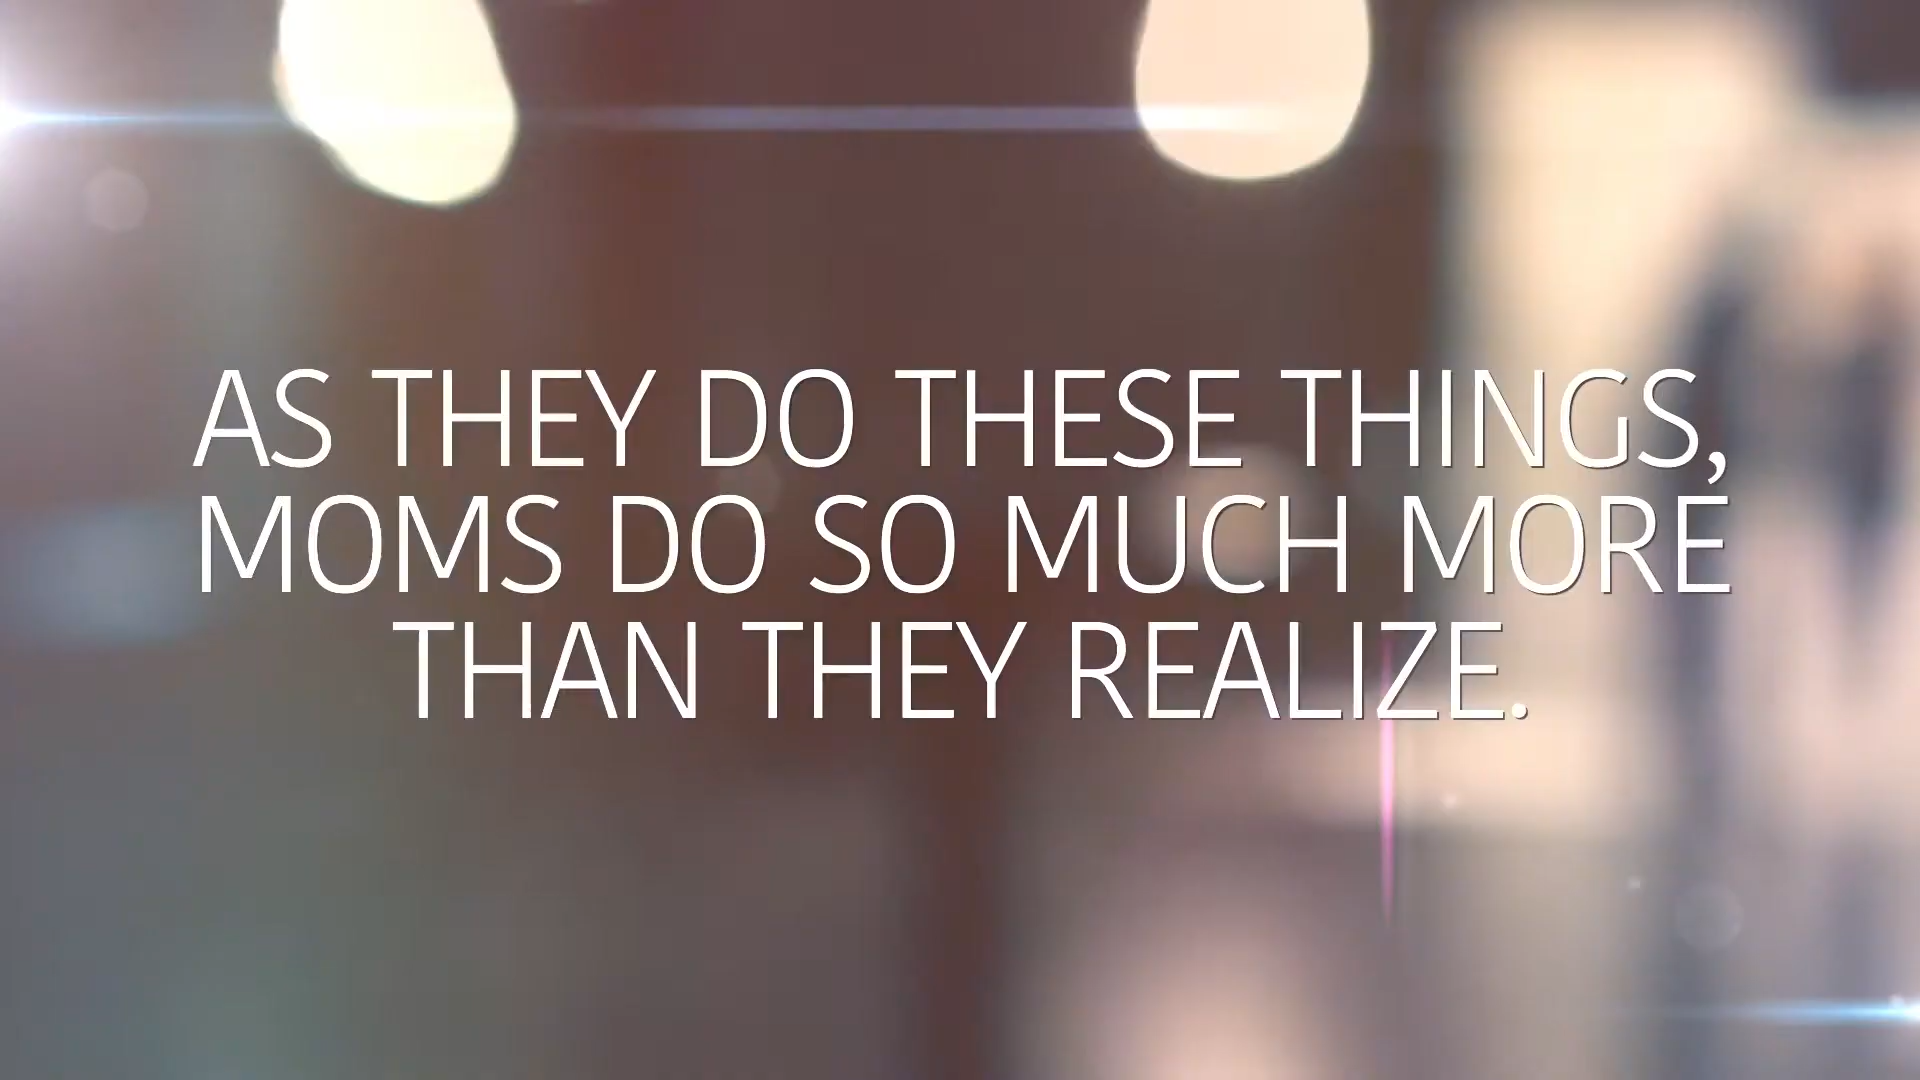 AS THEY DO THESE THINGS,
MOMS DO SO MUCH MORE
THAN THEY REALIZE.